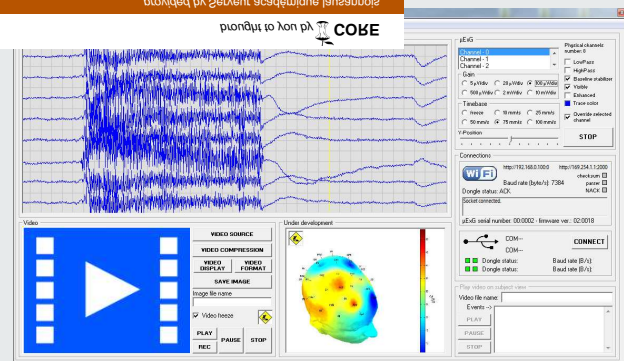 provided by Serveur académique lausannois
brought to you by CORE
µExG
Channel - 0
Channel - 1
Channel - 2
Physical channels number: 8
LowPass
HighPass
Baseline stabilizer
Visible
Enhanced
Trace color
Override selected channel
Gain
5 µV/div
20 µV/div
100 µV/div
500 µV/div
2 mV/div
10 mV/div
Timebase
freeze
10 mm/s
25 mm/s
50 mm/s
75 mm/s
100 mm/s
Y-Position
STOP
Connections
WiFi
http://192.168.0.100:0
http://169.254.1.1:2000
Baud rate (byte/s): 7384
checksum
parser
Dongle status: ACK
NACK
Socket connected.
µExG serial number: 00:0002 - firmware ver.: 02:0018
COM--
COM--
CONNECT
Dongle status:
Baud rate (B/s):
Dongle status:
Baud rate (B/s):
Play video on subject view
Video file name:
Events -->
PLAY
PAUSE
STOP
Video
VIDEO SOURCE
VIDEO COMPRESSION
VIDEO DISPLAY
VIDEO FORMAT
SAVE IMAGE
Image file name
Video freeze
PLAY
REC
PAUSE
STOP
Under development